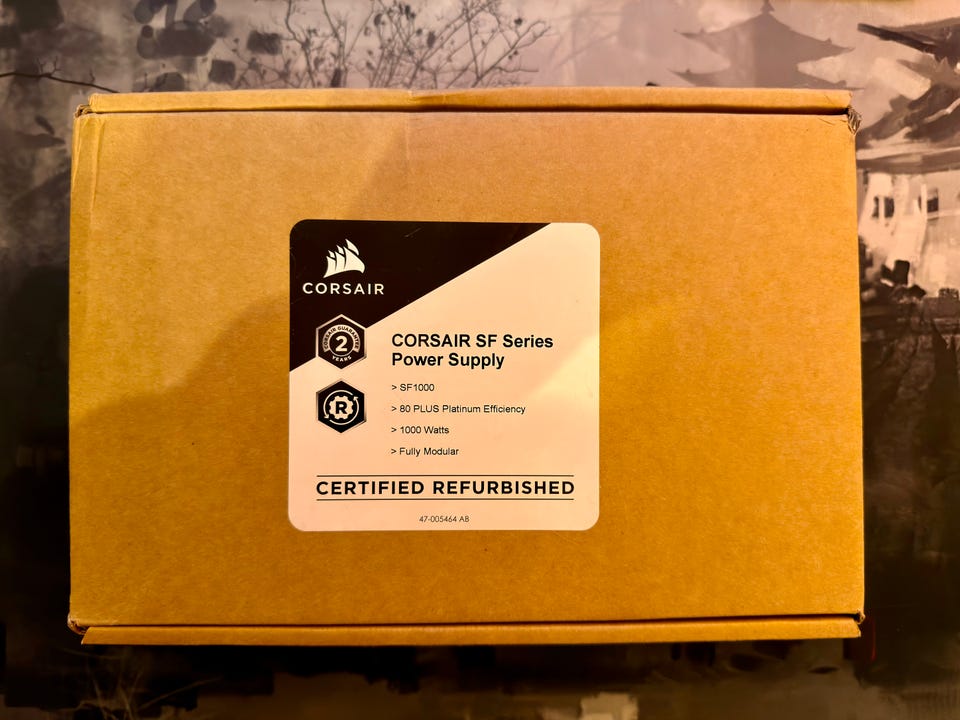 CORSAIR
CORSAIR GUARANTEE
2
YEARS
CORSAIR SF Series
Power Supply
> SF1000
> 80 PLUS Platinum Efficiency
> 1000 Watts
> Fully Modular
R
CERTIFIED REFURBISHED
47-005464 AB